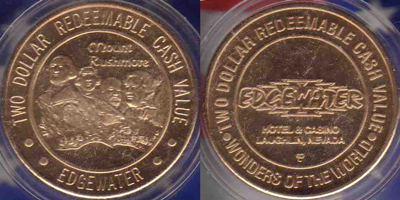 TWO DOLLAR REDEEMABLE CASH VALUE
Mount
Rushmore
EDGEWATER
TWO DOLLAR REDEEMABLE CASH VALUE
EDGEWATER
HOTEL & CASINO
LAUGHLIN, NEVADA
WONDERS OF THE WORLD